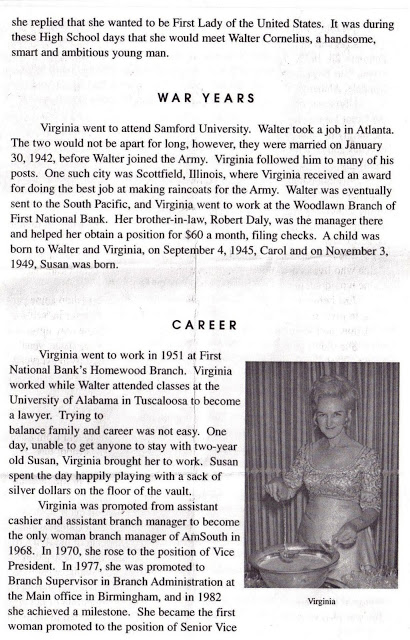 she replied that she wanted to be First Lady of the United States. It was during
these High School days that she would meet Walter Cornelius, a handsome,
smart and ambitious young man.
WAR YEARS
Virginia went to attend Samford University. Walter took a job in Atlanta.
The two would not be apart for long, however, they were married on January
30, 1942, before Walter joined the Army. Virginia followed him to many of his
posts. One such city was Scottfield, Illinois, where Virginia received an award
for doing the best job at making raincoats for the Army. Walter was eventually
sent to the South Pacific, and Virginia went to work at the Woodlawn Branch of
First National Bank. Her brother-in-law, Robert Daly, was the manager there
and helped her obtain a position for $60 a month, filing checks. A child was
born to Walter and Virginia, on September 4, 1945, Carol and on November 3,
1949, Susan was born.
CAREER
Virginia went to work in 1951 at First
National Bank's Homewood Branch. Virginia
worked while Walter attended classes at the
University of Alabama in Tuscaloosa to become
a lawyer. Trying to
balance family and career was not easy. One
day, unable to get anyone to stay with two-year
old Susan, Virginia brought her to work. Susan
spent the day happily playing with a sack of
silver dollars on the floor of the vault.
Virginia was promoted from assistant
cashier and assistant branch manager to become
the only woman branch manager of AmSouth in
1968. In 1970, she rose to the position of Vice
President. In 1977, she was promoted to
Branch Supervisor in Branch Administration at
the Main office in Birmingham, and in 1982
she achieved a milestone. She became the first
woman promoted to the position of Senior Vice
Virginia